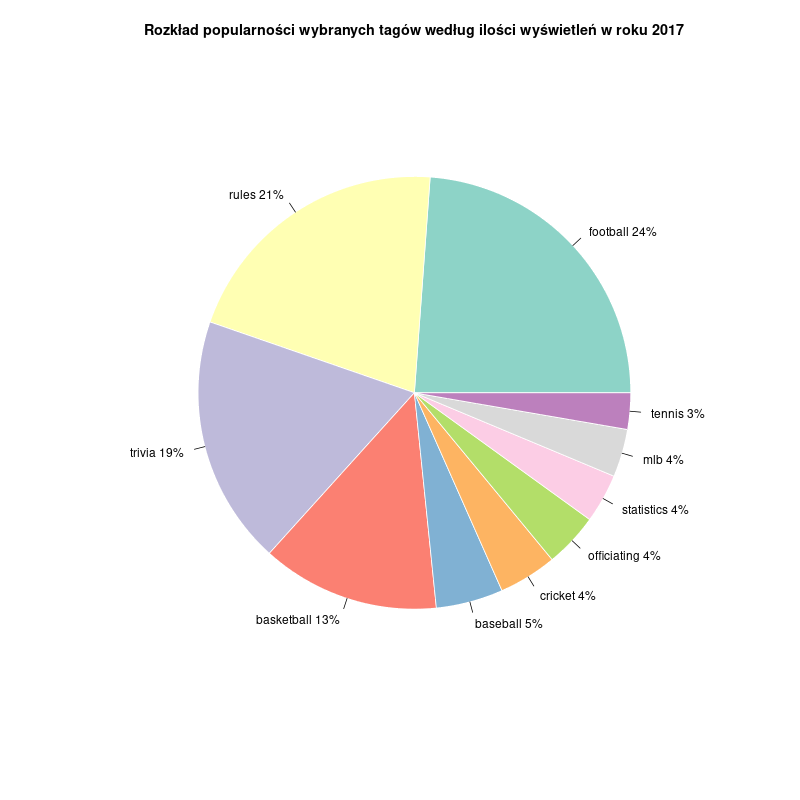 Rozkład popularności wybranych tagów według ilości wyświetleń w roku 2017
rules 21%
football 24%
trivia 19%
tennis 3%
mlb 4%
statistics 4%
officiating 4%
cricket 4%
basketball 13%
baseball 5%